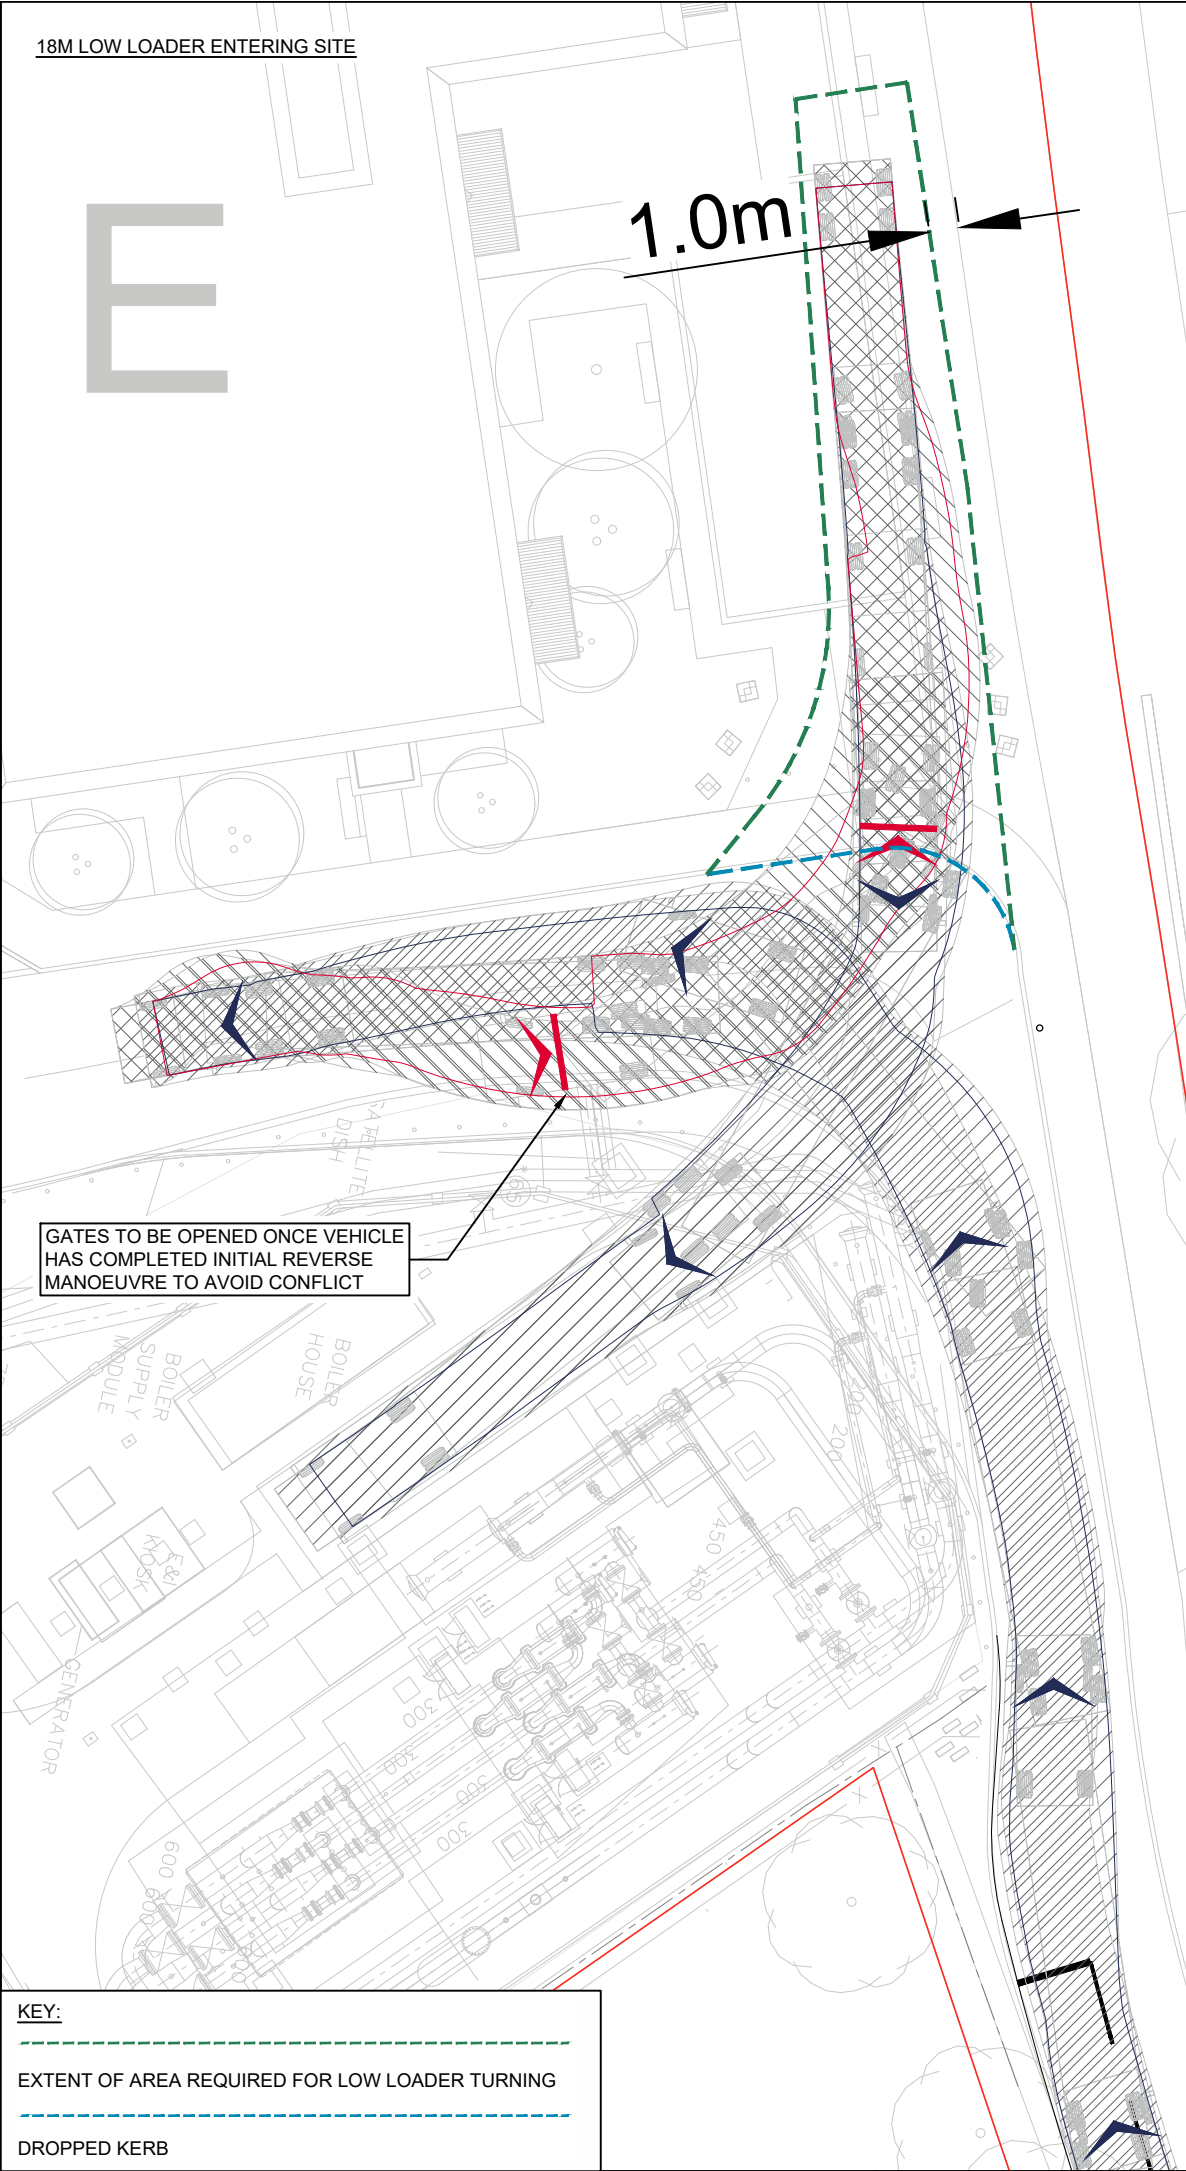 18M LOW LOADER ENTERING SITE
E
1.0m
SATELLITE
DISH
GATES TO BE OPENED ONCE VEHICLE
HAS COMPLETED INITIAL REVERSE
MANOEUVRE TO AVOID CONFLICT
BOILER
HOUSE
BOILER
SUPPLY
MODULE
200
200
450
450
E&I
KIOSK
GENERATOR
300
300
300
300
600
600
KEY:
EXTENT OF AREA REQUIRED FOR LOW LOADER TURNING
DROPPED KERB